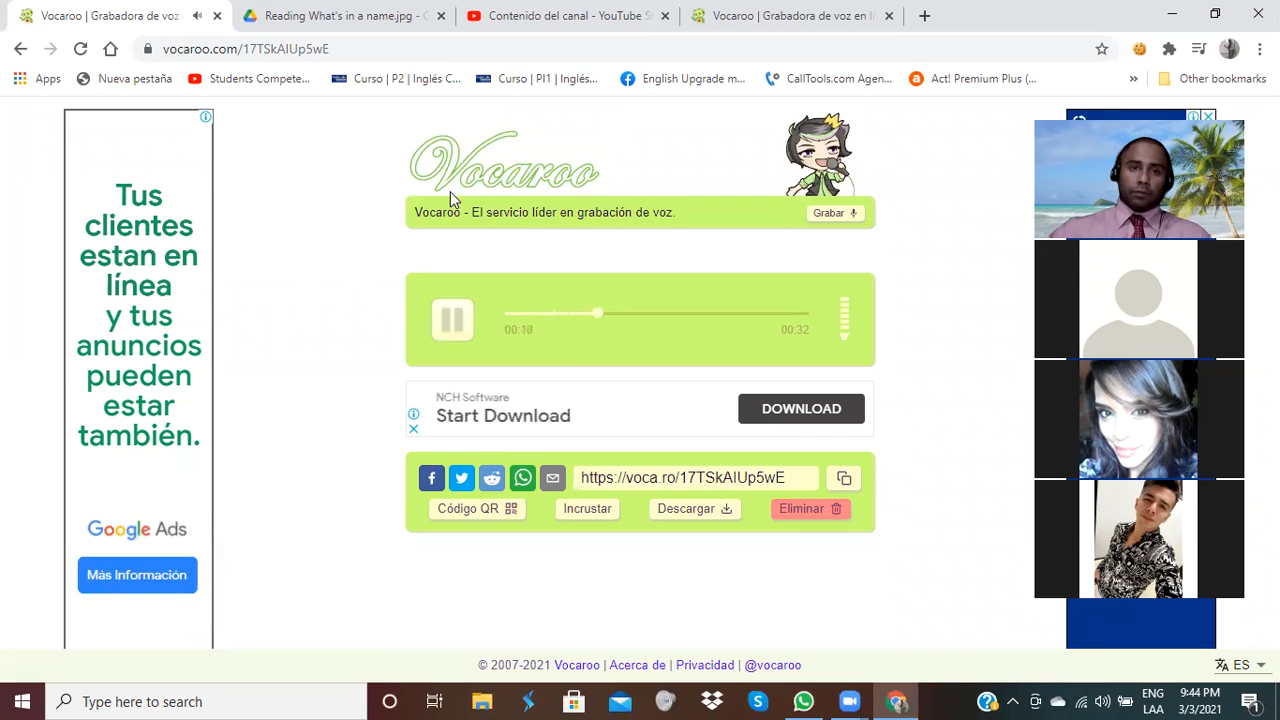 Vocaroo | Grabadora de voz
Reading What's in a name.jpg - G
Contenido del canal - YouTube S
Vocaroo | Grabadora de voz en lí
vocaroo.com/17TSkAlUp5wE
Apps
Nueva pestaña
Students Compete...
Curso | P2 | Inglés C...
Curso | PI1 | Inglés...
English Upgrade m...
CallTools.com Agen...
Act! Premium Plus (...
»
Other bookmarks
Tus
clientes
estan en
línea
y tus
anuncios
pueden
estar
también.
Google Ads
Más Información
Vocaroo
Vocaroo - El servicio líder en grabación de voz.
Grabar
00:32
NCH Software
Start Download
DOWNLOAD
https://voca.ro/17TSkAlUp5wE
Código QR
Incrustar
Descargar
Eliminar
© 2007-2021 Vocaroo | Acerca de | Privacidad | @vocaroo
ES
Type here to search
ENG
LAA
9:44 PM
3/3/2021
1